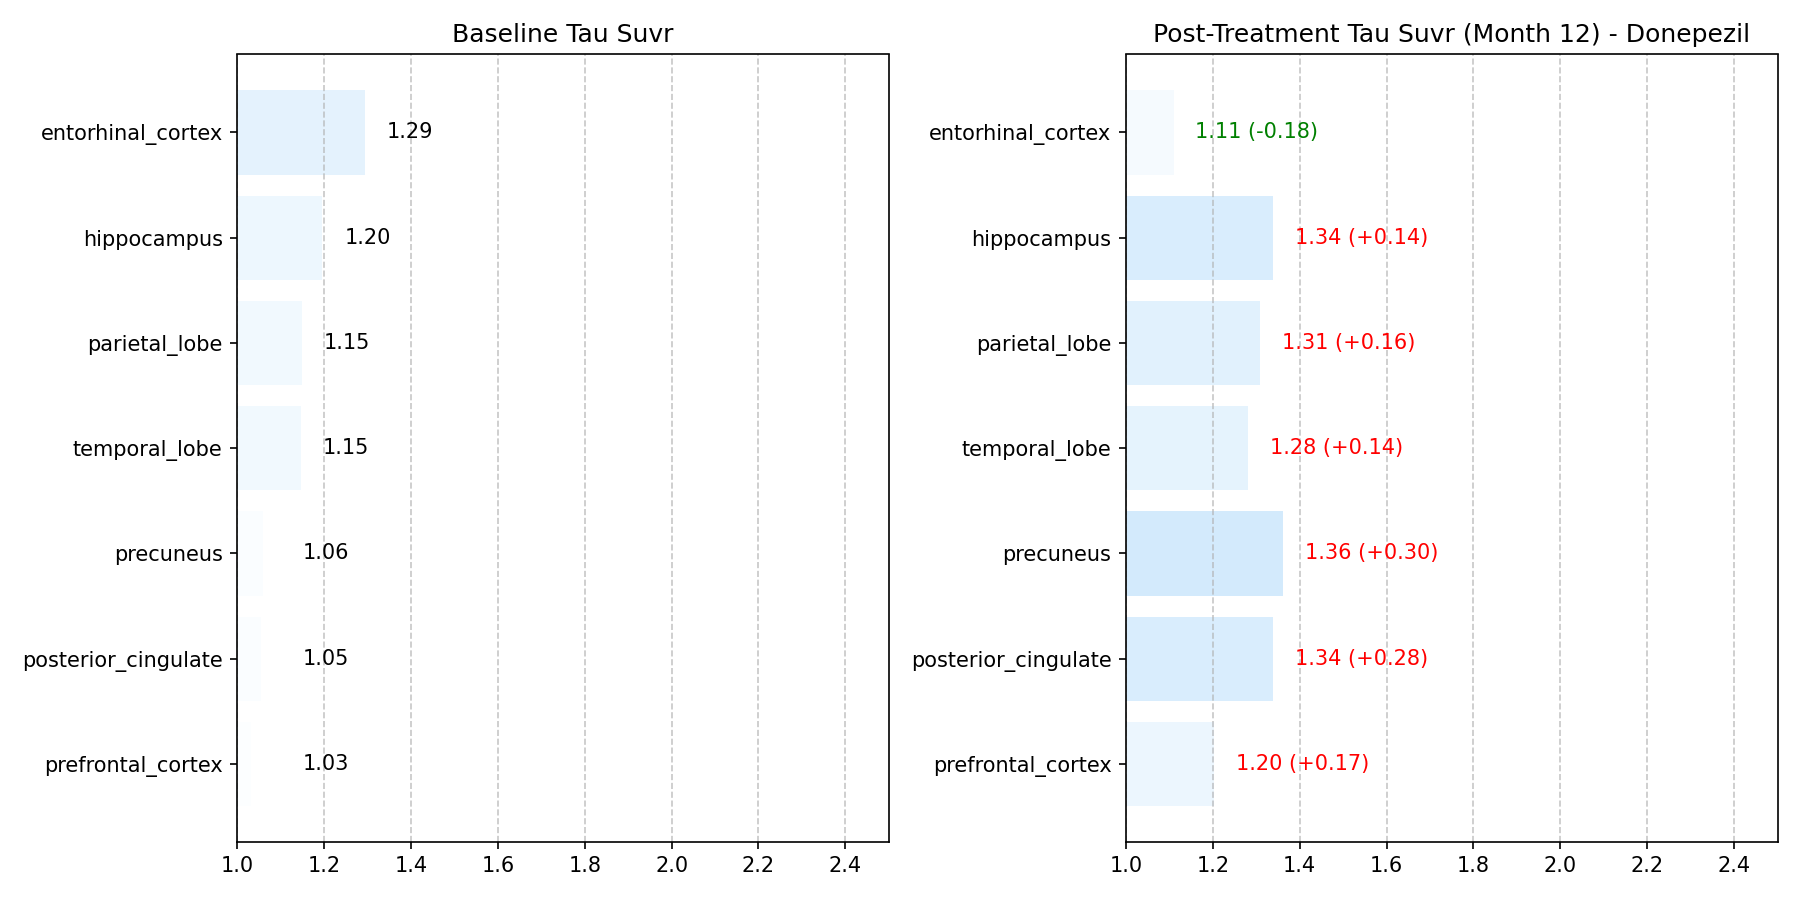 Baseline Tau Suvr
entorhinal_cortex
1.29
hippocampus
1.20
parietal_lobe
1.15
temporal_lobe
1.15
precuneus
1.06
posterior_cingulate
1.05
prefrontal_cortex
1.03
1.0 1.2 1.4 1.6 1.8 2.0 2.2 2.4
Post-Treatment Tau Suvr (Month 12) - Donepezil
entorhinal_cortex
1.11 (-0.18)
hippocampus
1.34 (+0.14)
parietal_lobe
1.31 (+0.16)
temporal_lobe
1.28 (+0.14)
precuneus
1.36 (+0.30)
posterior_cingulate
1.34 (+0.28)
prefrontal_cortex
1.20 (+0.17)
1.0 1.2 1.4 1.6 1.8 2.0 2.2 2.4